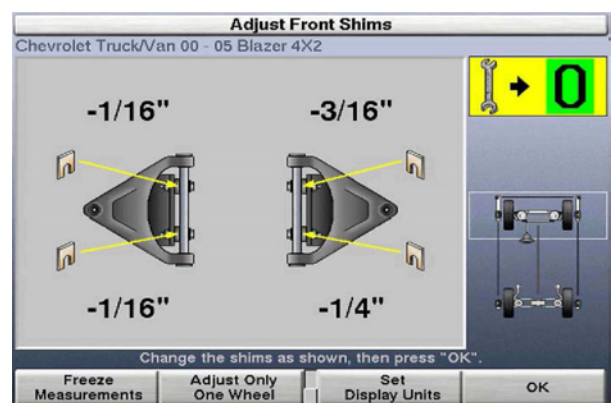 Adjust Front Shims
Chevrolet Truck/Van 00 - 05 Blazer 4X2
-1/16" -3/16"
0
-1/16" -1/4"
Change the shims as shown, then press "OK".
Freeze
Measurements
Adjust Only
One Wheel
Set
Display Units
OK